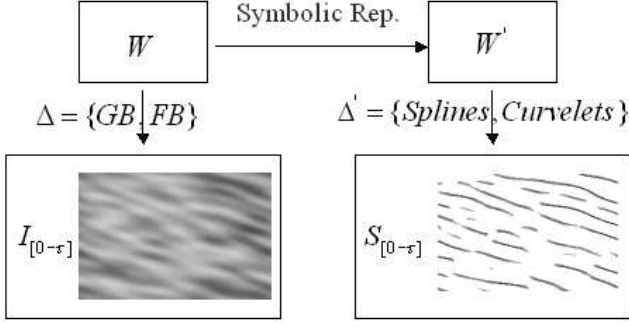 Symbolic Rep.
W
W'
Δ = {GB, FB}
Δ' = {Splines, Curvelets}
I[0-τ]
S[0-τ]